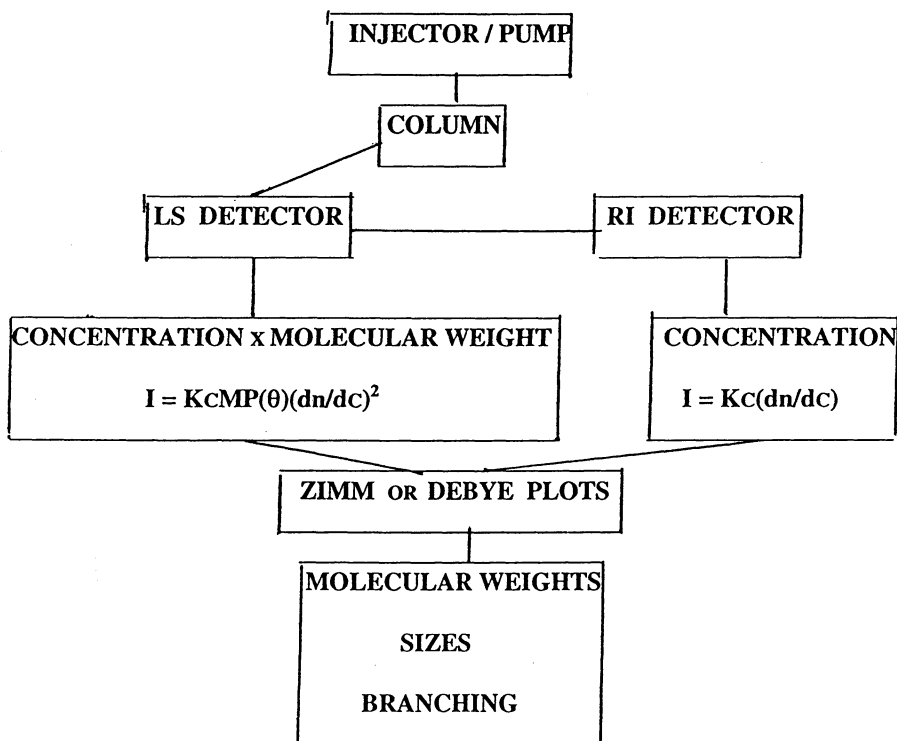 INJECTOR / PUMP
COLUMN
LS DETECTOR
RI DETECTOR
CONCENTRATION x MOLECULAR WEIGHT
I = KCMP(θ)(dn/dC)²
CONCENTRATION
I = KC(dn/dC)
ZIMM OR DEBYE PLOTS
MOLECULAR WEIGHTS
SIZES
BRANCHING